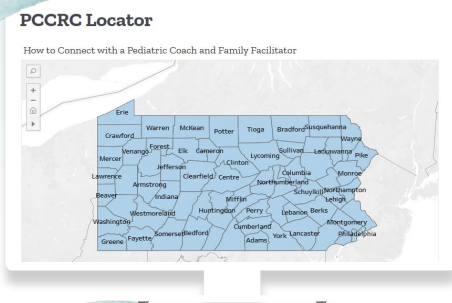 PCCRC Locator
How to Connect with a Pediatric Coach and Family Facilitator
Erie
Warren McKean Potter Tioga Bradford Susquehanna
Crawford Wayne
Forest
Venango Elk Cameron Sullivan Lackawanna Pike
Mercer Lycoming
Jefferson Clinton
Lawrence Clearfield Centre Columbia Monroe
Armstrong Northumberland
Beaver Schuylkill Northampton
Indiana Mifflin Lehigh
Westmoreland Huntingdon Perry Lebanon Berks
Washington Montgomery
Cumberland
Somerset Bedford York Lancaster Philadelphia
Greene Fayette Adams